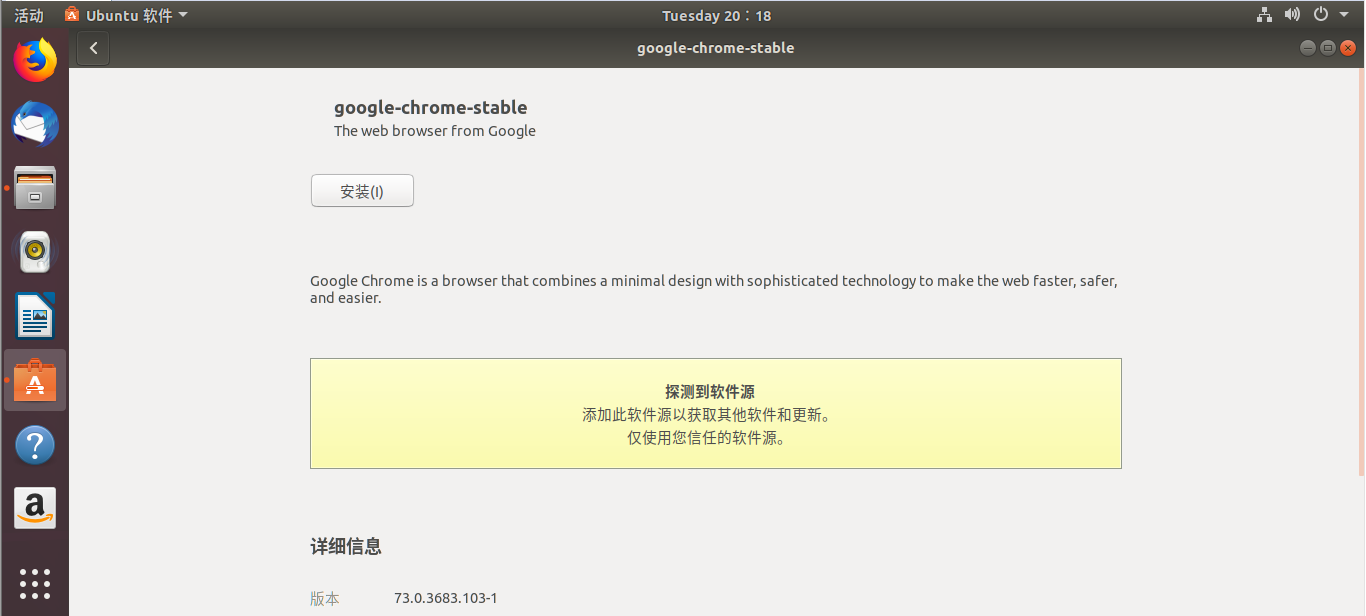 活动 Ubuntu 软件 Tuesday 20∶18
google-chrome-stable
google-chrome-stable
The web browser from Google
安装(I)
Google Chrome is a browser that combines a minimal design with sophisticated technology to make the web faster, safer,
and easier.
探测到软件源
添加此软件源以获取其他软件和更新。
仅使用您信任的软件源。
详细信息
版本 73.0.3683.103-1